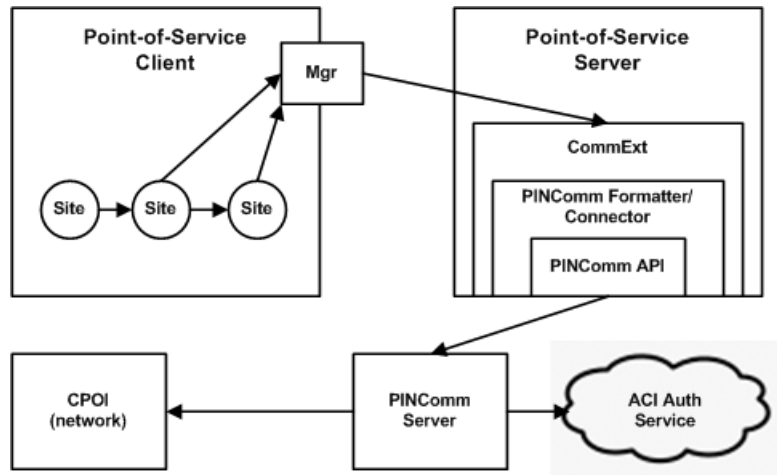 Point-of-Service
Client
Mgr
Point-of-Service
Server
CommExt
Site
Site
Site
PINComm Formatter/
Connector
PINComm API
CPOI
(network)
PINComm
Server
ACI Auth
Service